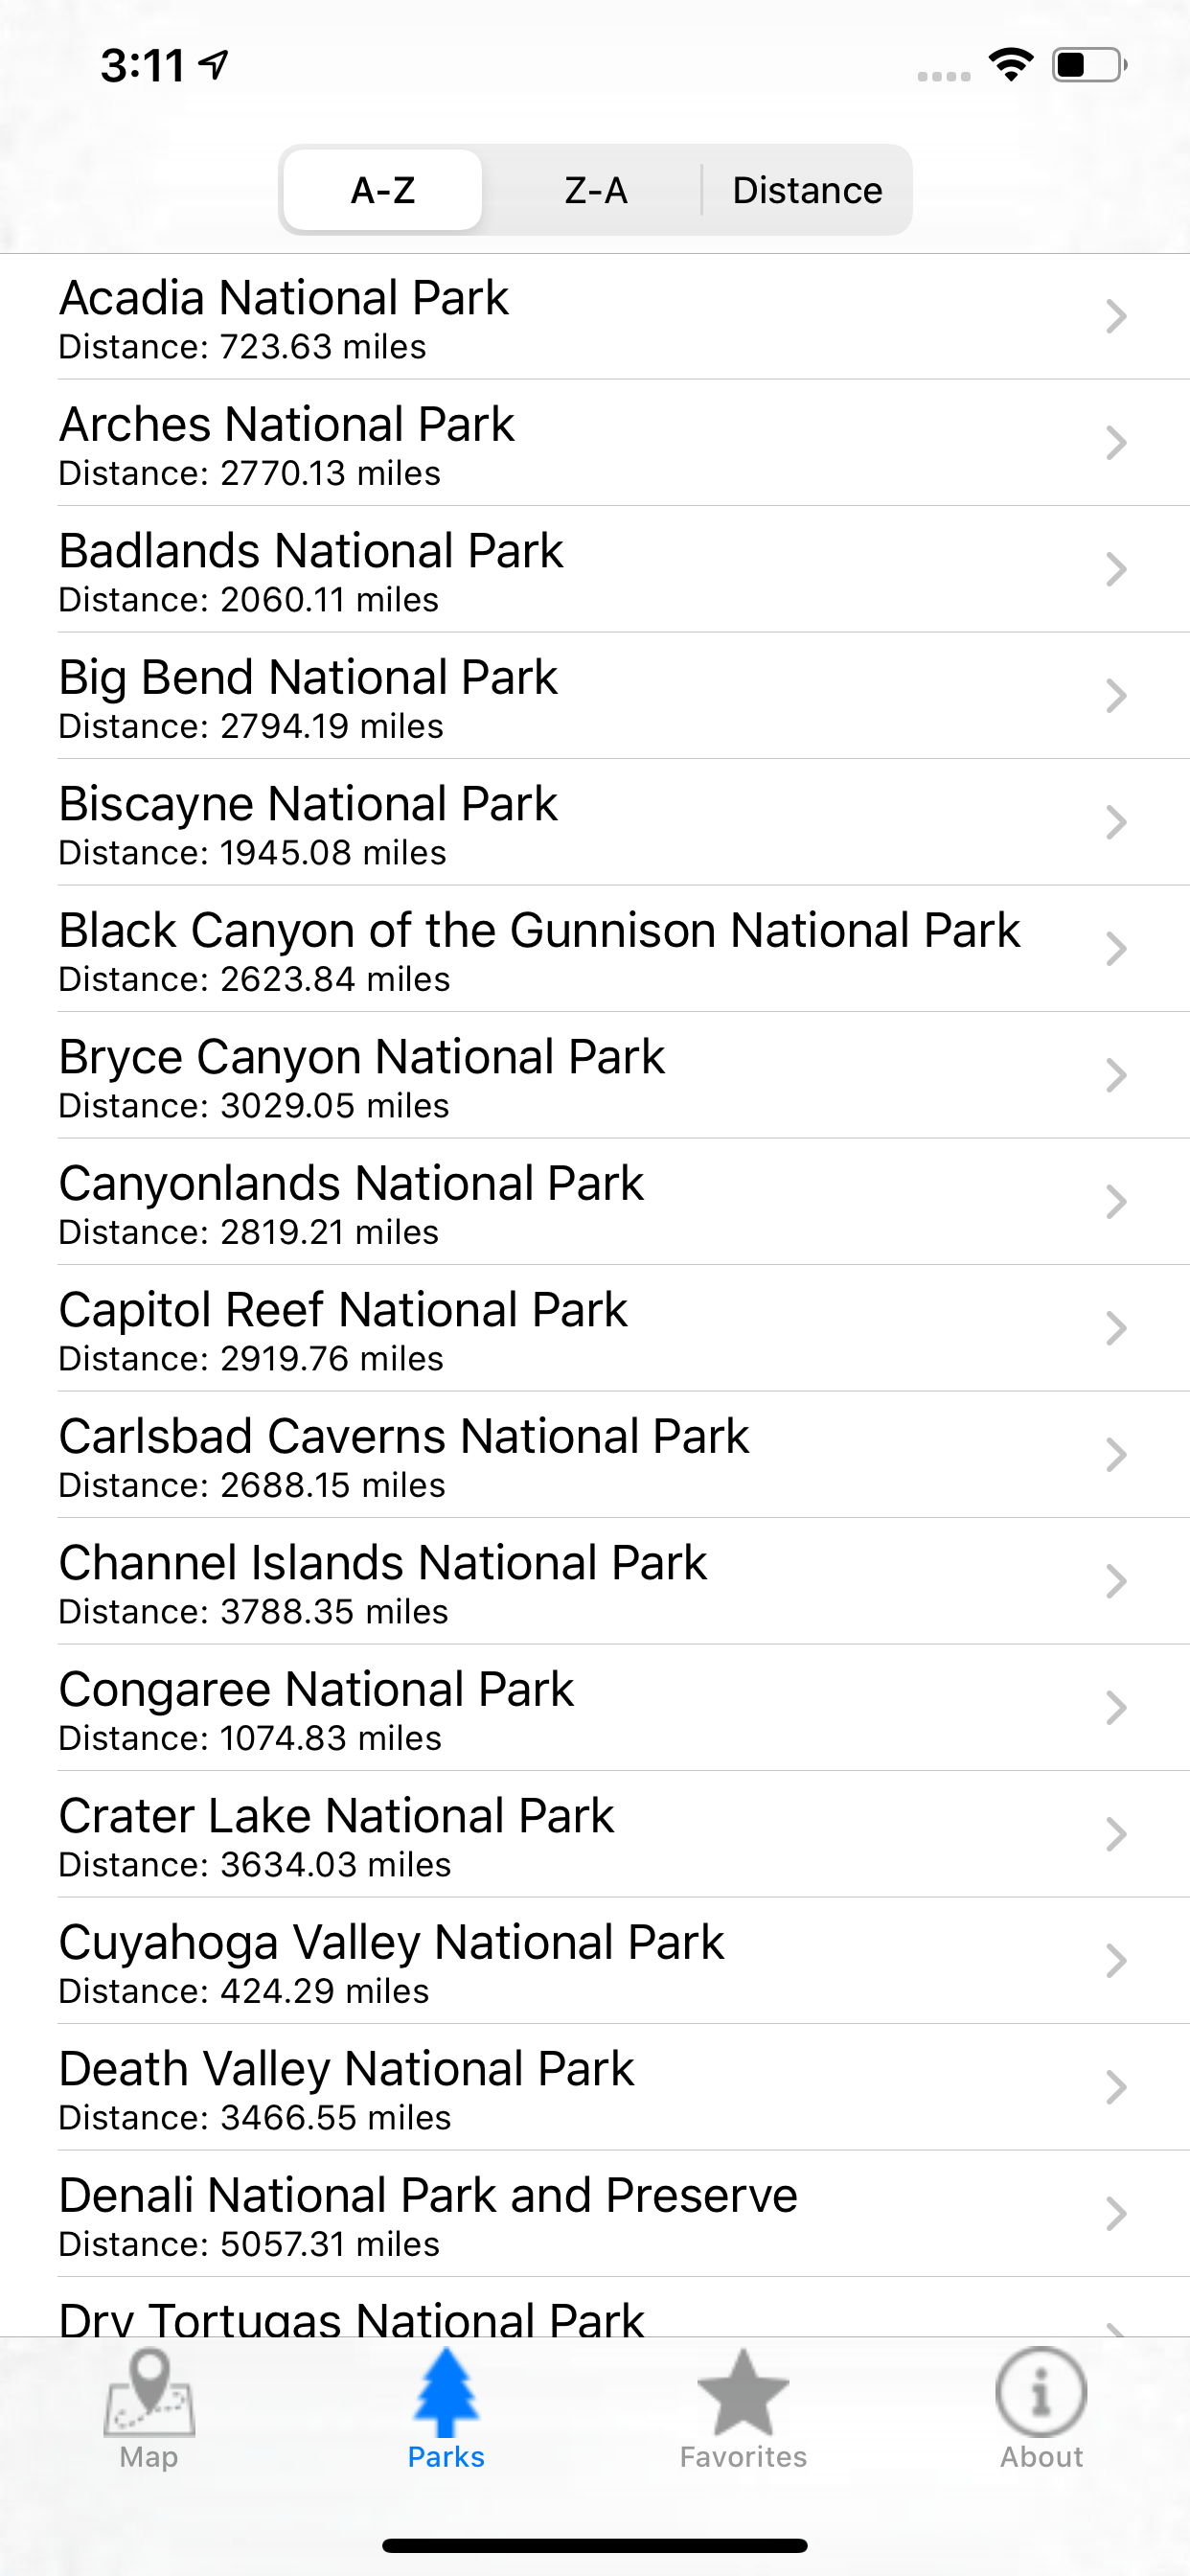 3:11
A-Z
Z-A
Distance
Acadia National Park
Distance: 723.63 miles
Arches National Park
Distance: 2770.13 miles
Badlands National Park
Distance: 2060.11 miles
Big Bend National Park
Distance: 2794.19 miles
Biscayne National Park
Distance: 1945.08 miles
Black Canyon of the Gunnison National Park
Distance: 2623.84 miles
Bryce Canyon National Park
Distance: 3029.05 miles
Canyonlands National Park
Distance: 2819.21 miles
Capitol Reef National Park
Distance: 2919.76 miles
Carlsbad Caverns National Park
Distance: 2688.15 miles
Channel Islands National Park
Distance: 3788.35 miles
Congaree National Park
Distance: 1074.83 miles
Crater Lake National Park
Distance: 3634.03 miles
Cuyahoga Valley National Park
Distance: 424.29 miles
Death Valley National Park
Distance: 3466.55 miles
Denali National Park and Preserve
Distance: 5057.31 miles
Dry Tortugas National Park
Map
Parks
Favorites
About